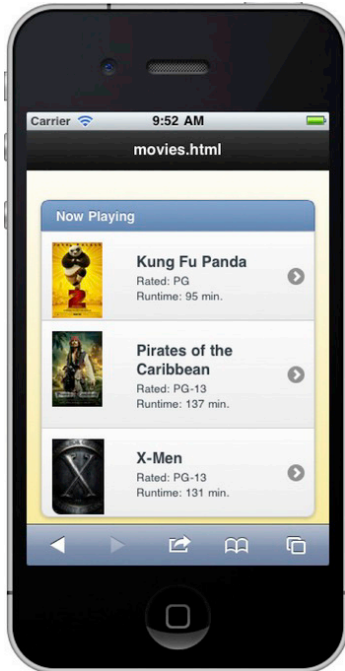 Carrier
9:52 AM
movies.html
Now Playing
Kung Fu Panda
Rated: PG
Runtime: 95 min.
2
Pirates of the
Caribbean
Rated: PG-13
Runtime: 137 min.
X-Men
Rated: PG-13
Runtime: 131 min.